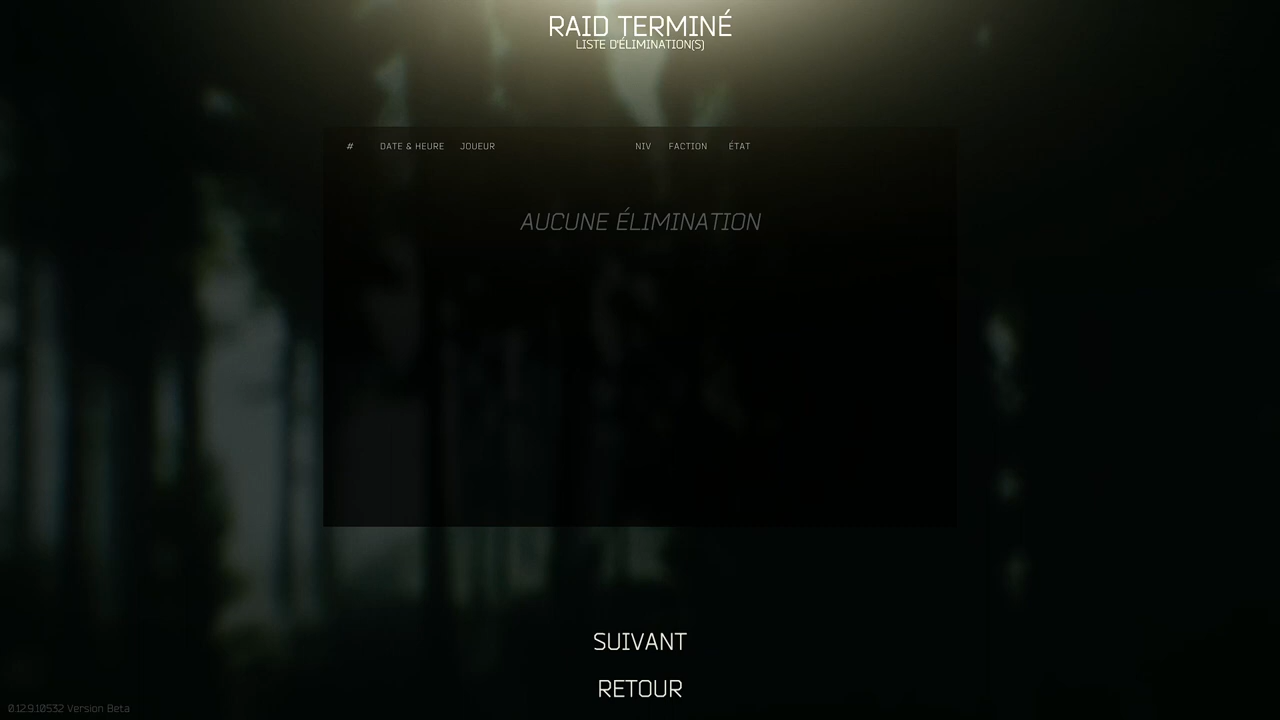 RAID TERMINÉ
LISTE D'ÉLIMINATION(S)
# DATE & HEURE JOUEUR NIV FACTION ÉTAT
AUCUNE ÉLIMINATION
SUIVANT
RETOUR
0.12.9.10532 Version Beta